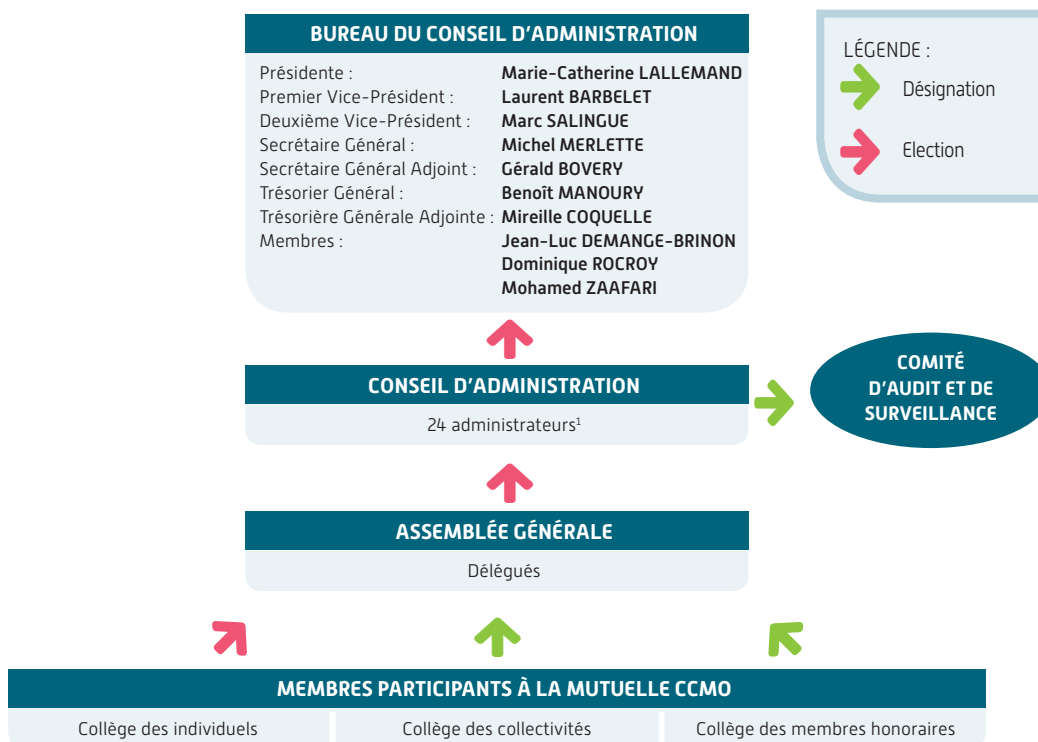 BUREAU DU CONSEIL D'ADMINISTRATION
Présidente : Marie-Catherine LALLEMAND
Premier Vice-Président : Laurent BARBELET
Deuxième Vice-Président : Marc SALINGUE
Secrétaire Général : Michel MERLETTE
Secrétaire Général Adjoint : Gérald BOVERY
Trésorier Général : Benoît MANOURY
Trésorière Générale Adjointe : Mireille COQUELLE
Membres : Jean-Luc DEMANGE-BRINON
Dominique ROCROY
Mohamed ZAAFARI
LÉGENDE :
Désignation
Election
CONSEIL D'ADMINISTRATION
24 administrateurs¹
COMITÉ
D'AUDIT ET DE
SURVEILLANCE
ASSEMBLÉE GÉNÉRALE
Délégués
MEMBRES PARTICIPANTS À LA MUTUELLE CCMO
Collège des individuels
Collège des collectivités
Collège des membres honoraires